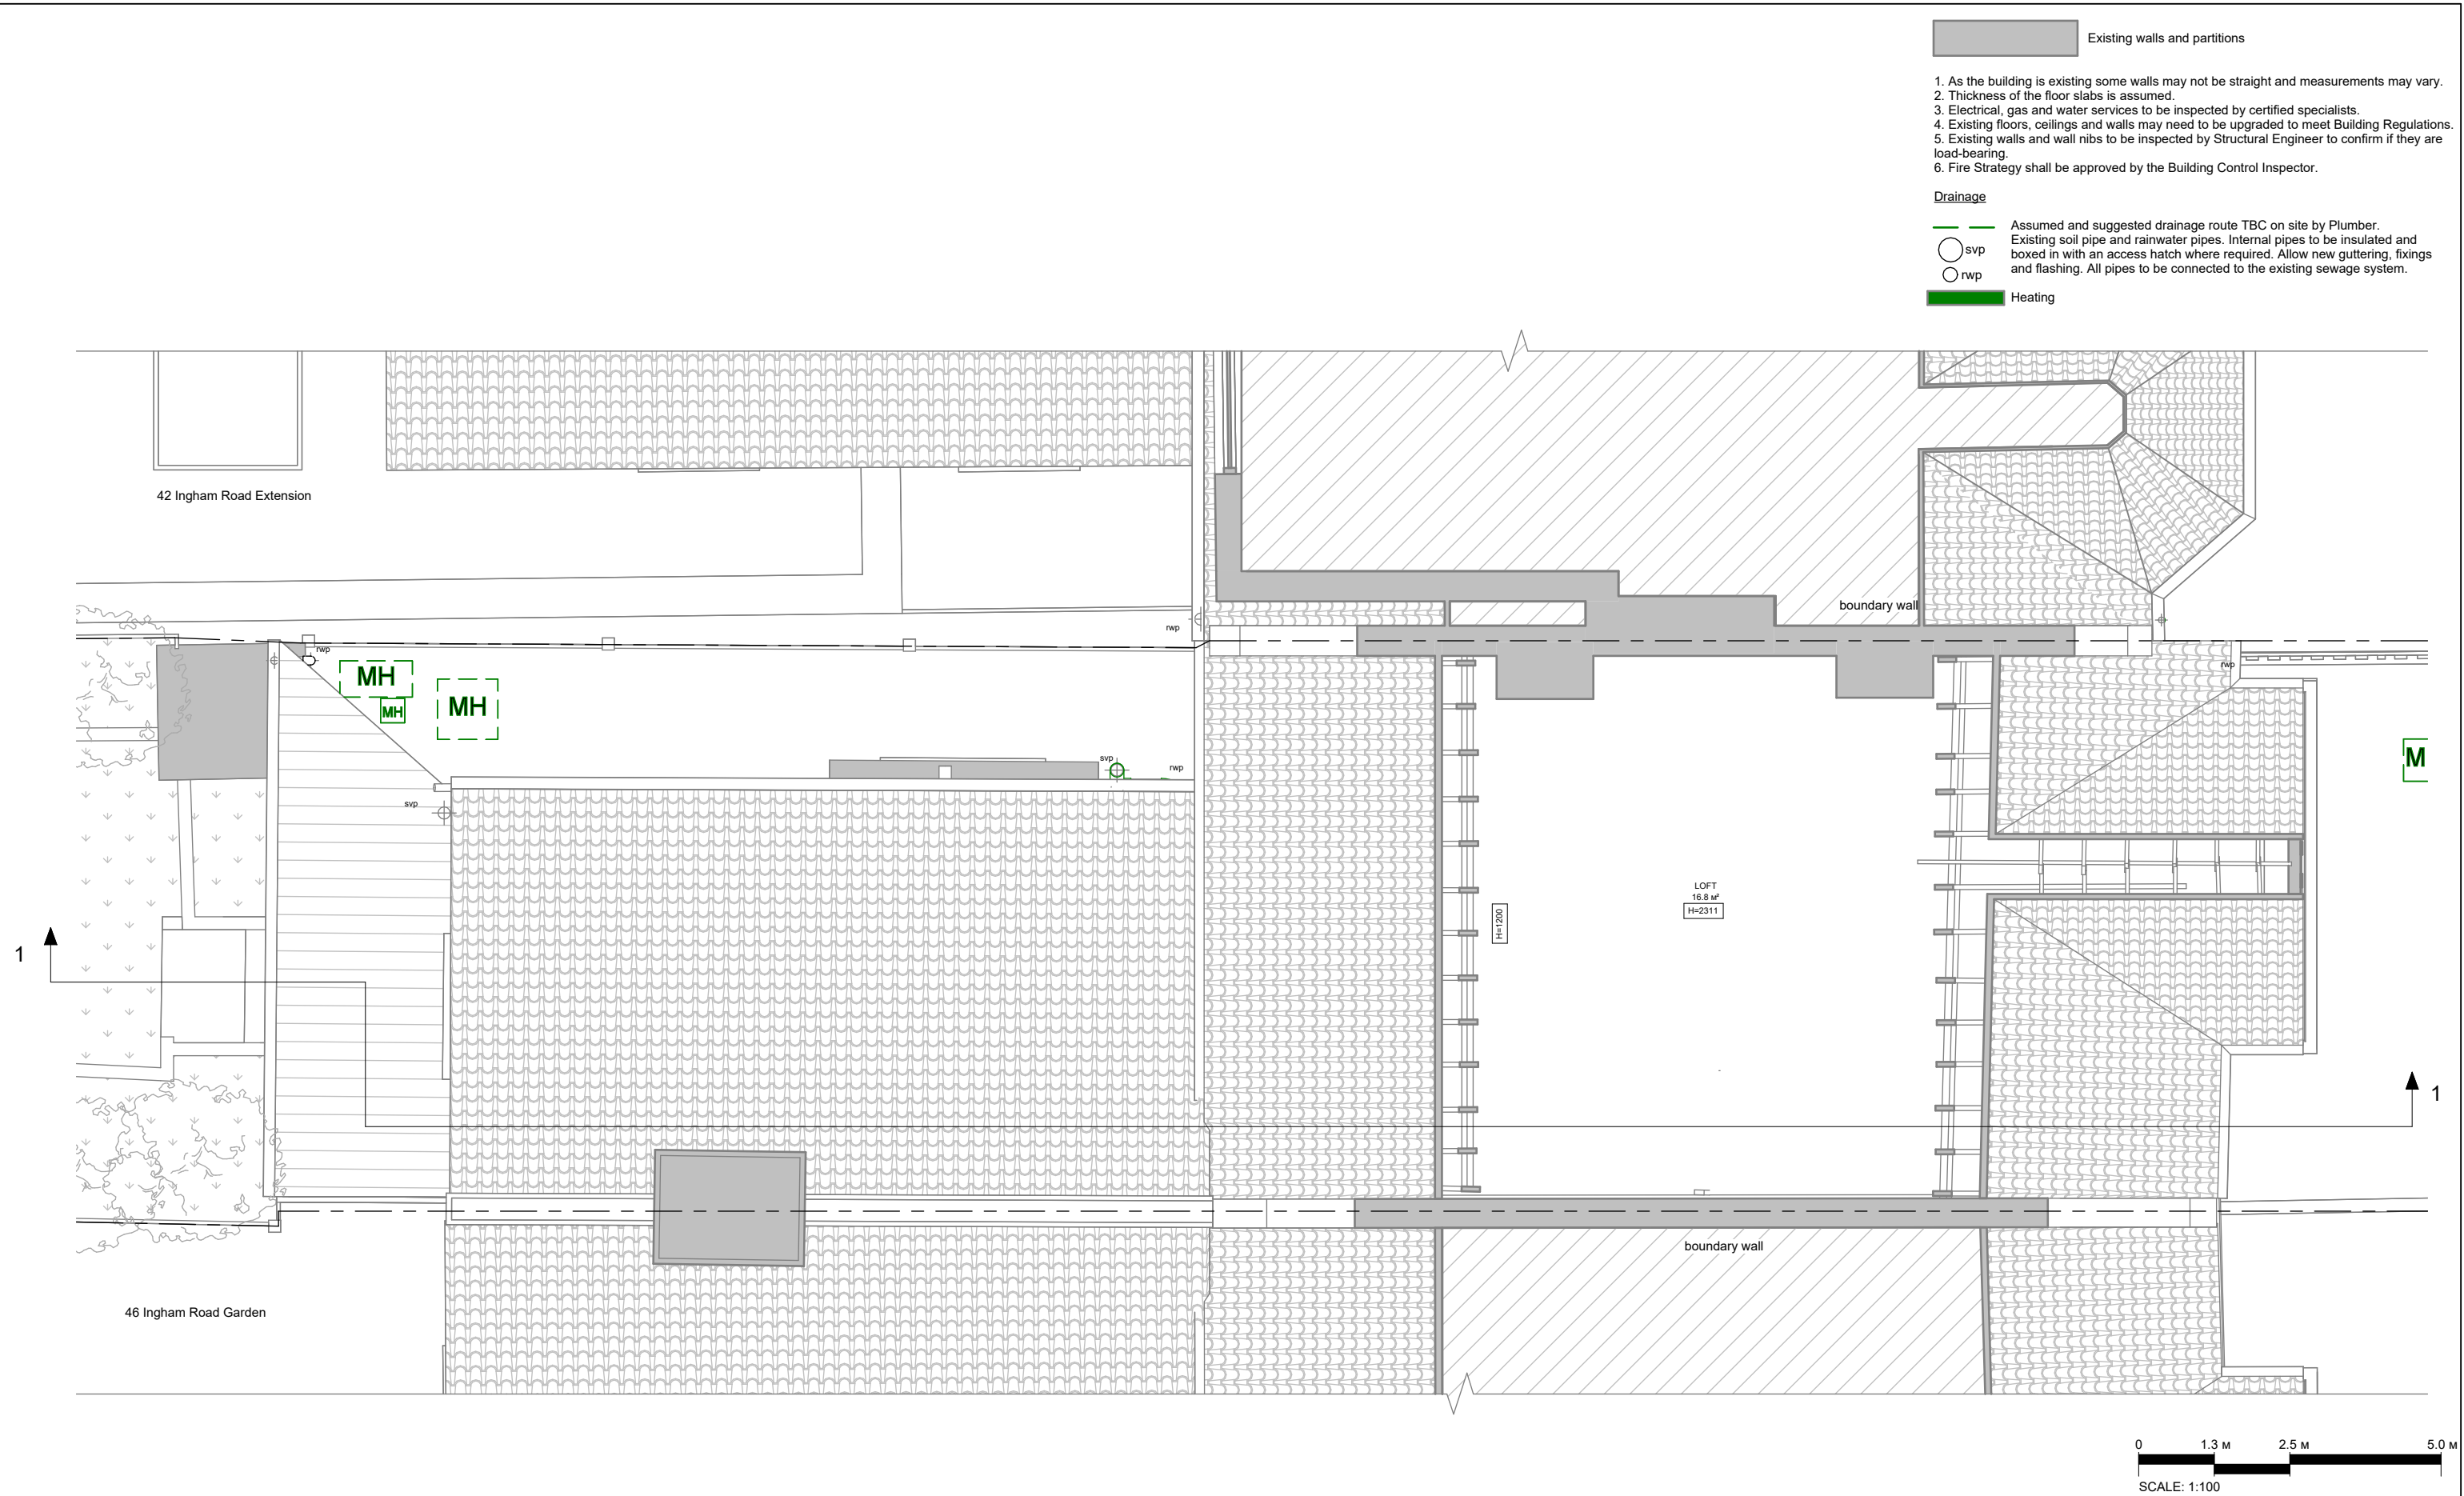 Existing walls and partitions
1. As the building is existing some walls may not be straight and measurements may vary.
2. Thickness of the floor slabs is assumed.
3. Electrical, gas and water services to be inspected by certified specialists.
4. Existing floors, ceilings and walls may need to be upgraded to meet Building Regulations.
5. Existing walls and wall nibs to be inspected by Structural Engineer to confirm if they are
load-bearing.
6. Fire Strategy shall be approved by the Building Control Inspector.
Drainage
Assumed and suggested drainage route TBC on site by Plumber.
svp
Existing soil pipe and rainwater pipes. Internal pipes to be insulated and
boxed in with an access hatch where required. Allow new guttering, fixings
and flashing. All pipes to be connected to the existing sewage system.
rwp
Heating
42 Ingham Road Extension
boundary wall
rwp
rwp
rwp
MH
MH
MH
M
svp
rwp
svp
LOFT
16.8 м²
H=2311
H=1200
1
1
boundary wall
46 Ingham Road Garden
0 1.3 м 2.5 м 5.0 м
SCALE: 1:100